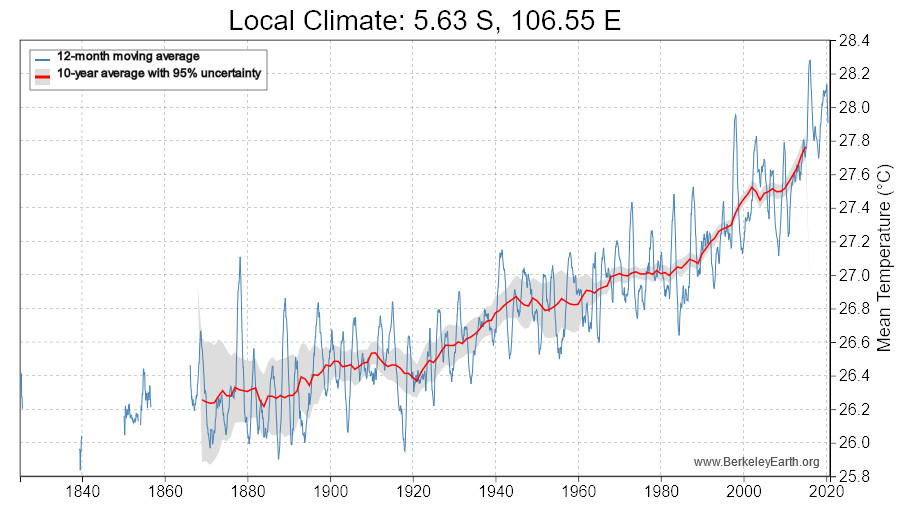 Local Climate: 5.63 S, 106.55 E
12-month moving average
10-year average with 95% uncertainty
28.4
28.2
28.0
27.8
27.6
27.4
27.2
27.0
26.8
26.6
26.4
26.2
26.0
25.8
Mean Temperature (°C)
www.BerkeleyEarth.org
1840 1860 1880 1900 1920 1940 1960 1980 2000 2020